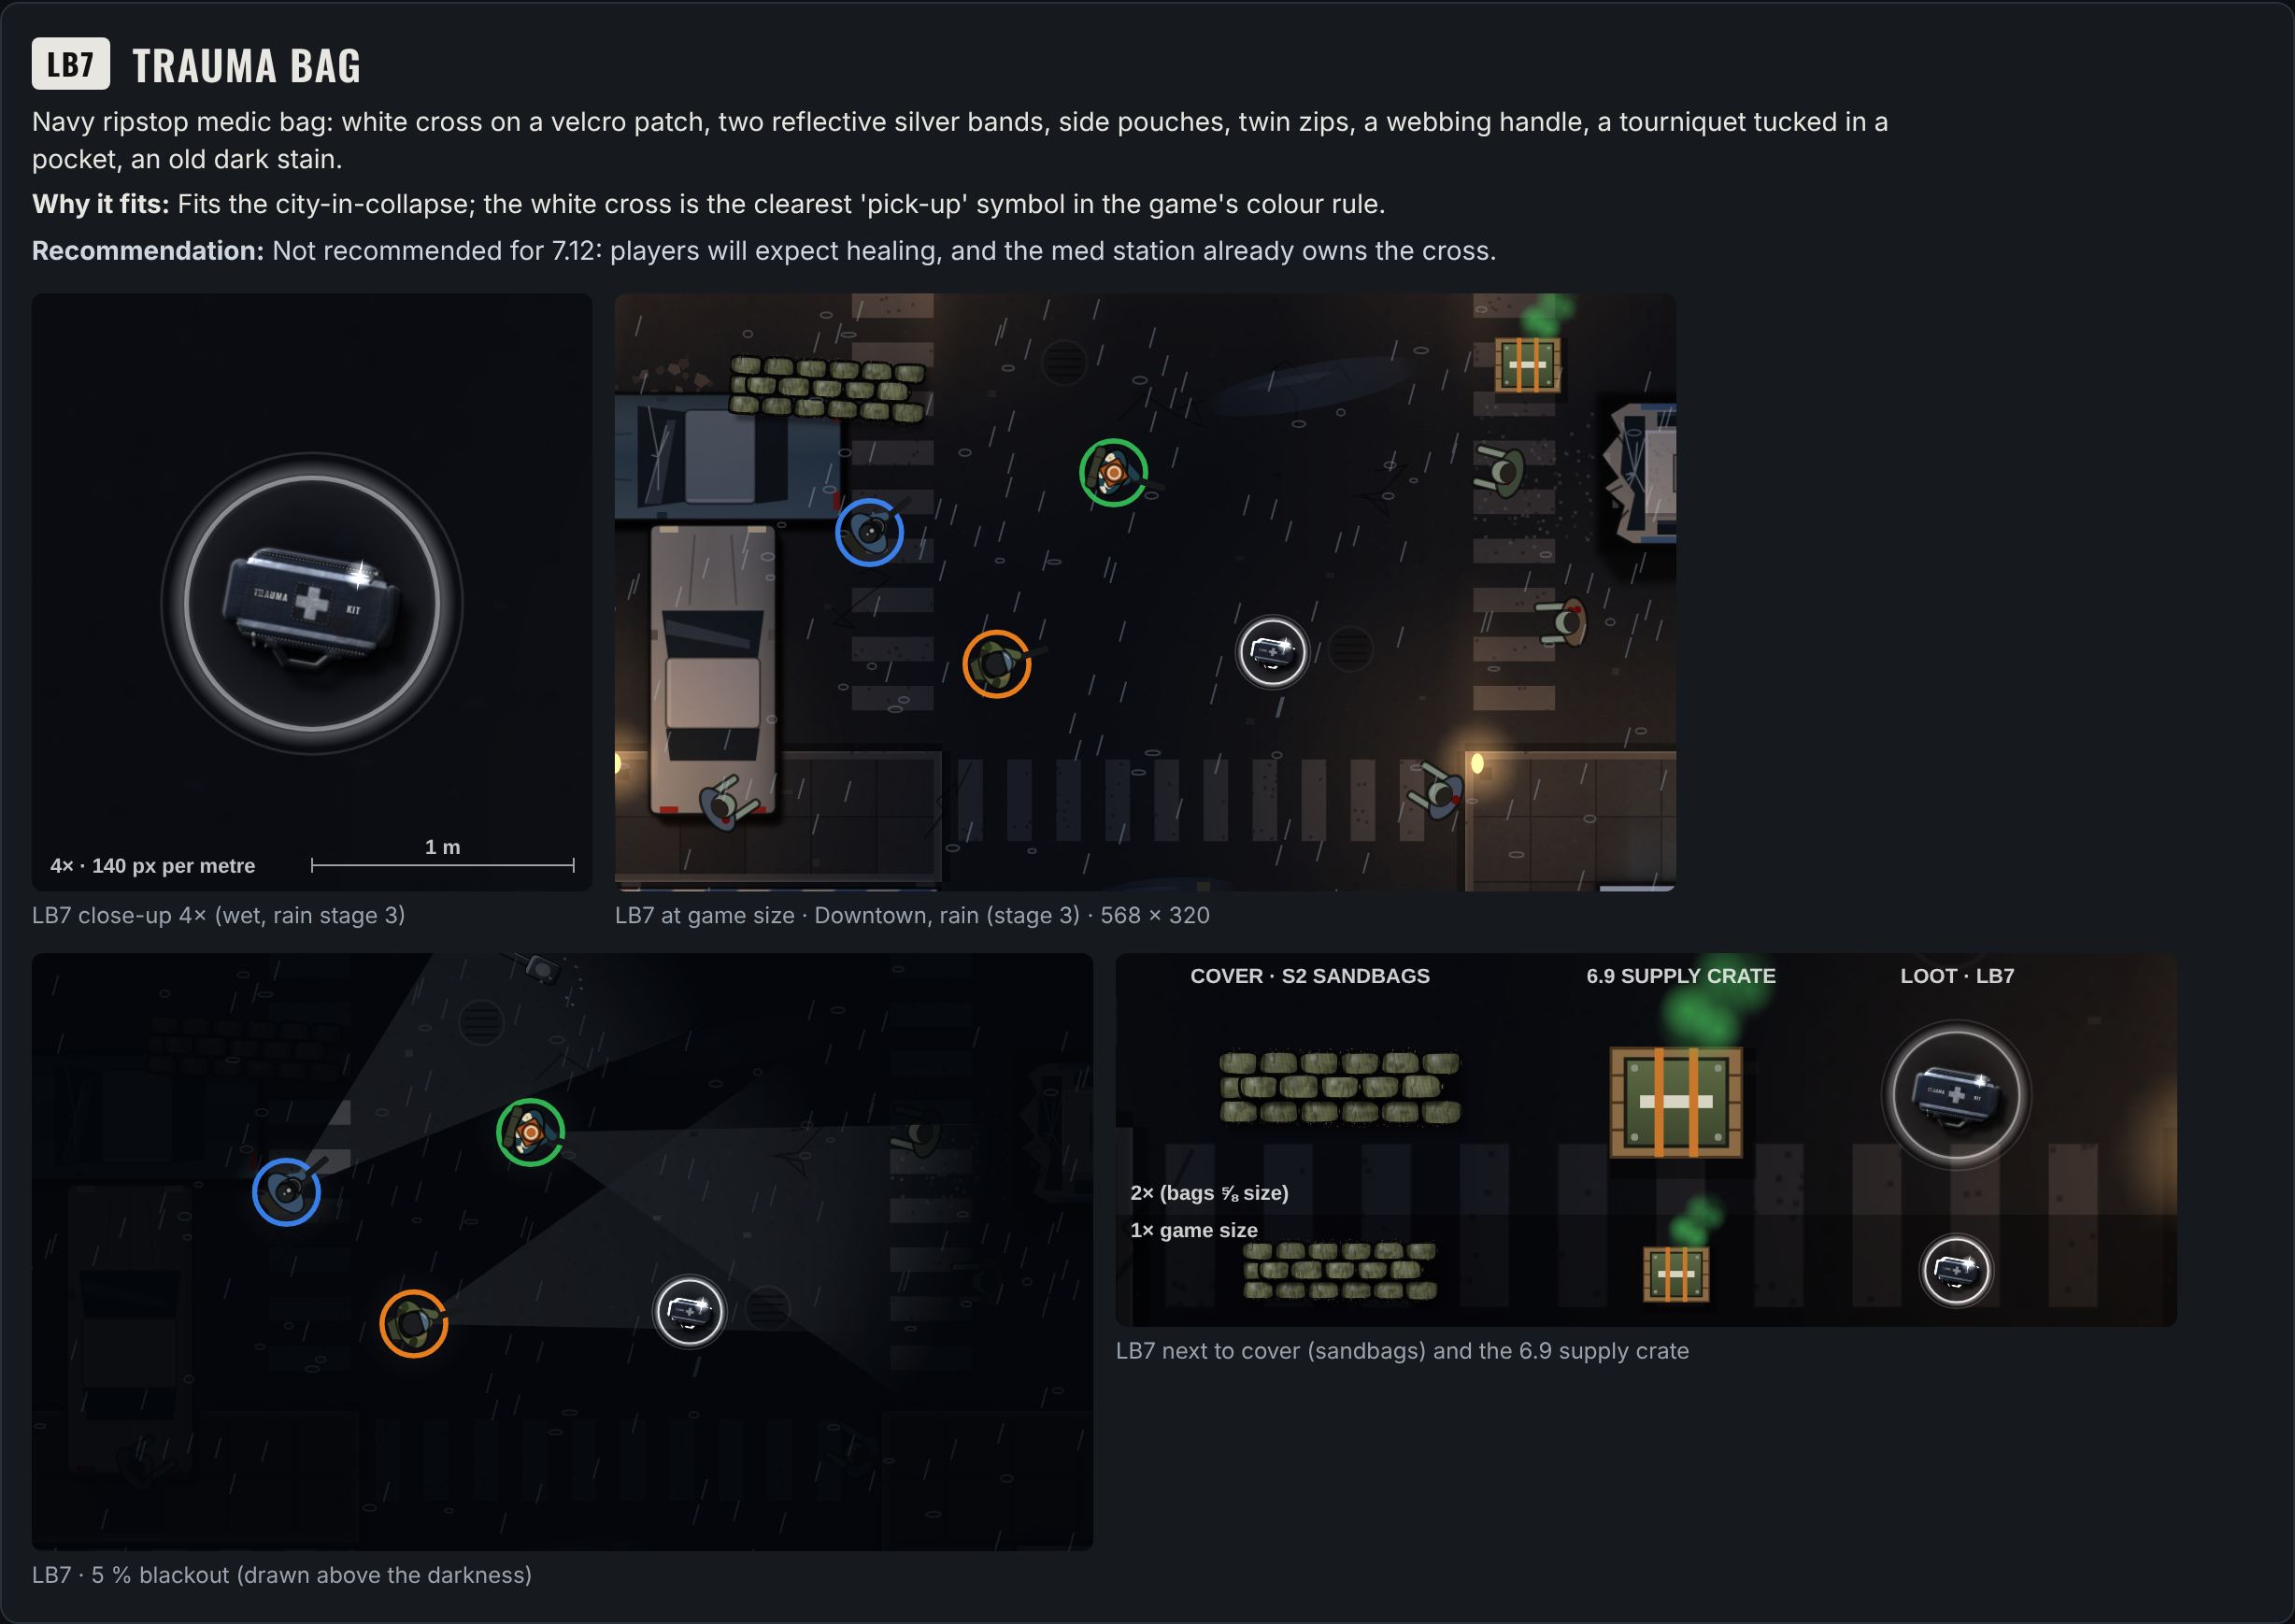 LB7 TRAUMA BAG
Navy ripstop medic bag: white cross on a velcro patch, two reflective silver bands, side pouches, twin zips, a webbing handle, a tourniquet tucked in a
pocket, an old dark stain.
Why it fits: Fits the city-in-collapse; the white cross is the clearest 'pick-up' symbol in the game's colour rule.
Recommendation: Not recommended for 7.12: players will expect healing, and the med station already owns the cross.
TRAUMA KIT
1 m
4× · 140 px per metre
LB7 close-up 4× (wet, rain stage 3)
LB7 at game size · Downtown, rain (stage 3) · 568 × 320
COVER · S2 SANDBAGS
6.9 SUPPLY CRATE
LOOT · LB7
TRAUMA KIT
2× (bags ⅝ size)
1× game size
LB7 next to cover (sandbags) and the 6.9 supply crate
LB7 · 5 % blackout (drawn above the darkness)